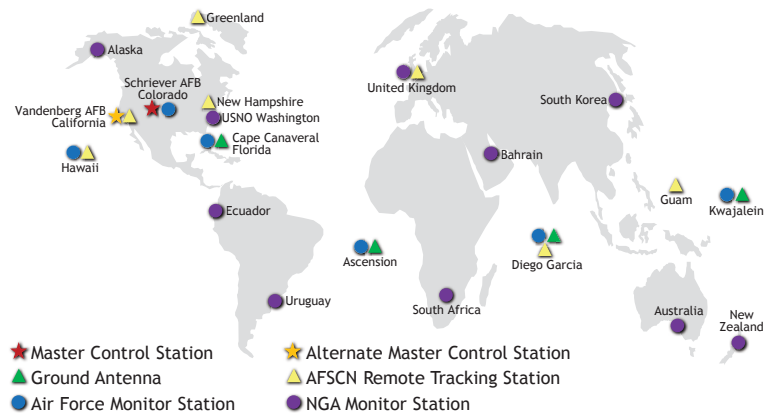 Greenland
Alaska
Schriever AFB
Colorado
United Kingdom
New Hampshire
South Korea
Vandenberg AFB
California
USNO Washington
Cape Canaveral
Florida
Bahrain
Hawaii
Guam
Ecuador
Kwajalein
Ascension
Diego Garcia
Uruguay
South Africa
Australia
New
Zealand
Master Control Station
Alternate Master Control Station
Ground Antenna
AFSCN Remote Tracking Station
Air Force Monitor Station
NGA Monitor Station